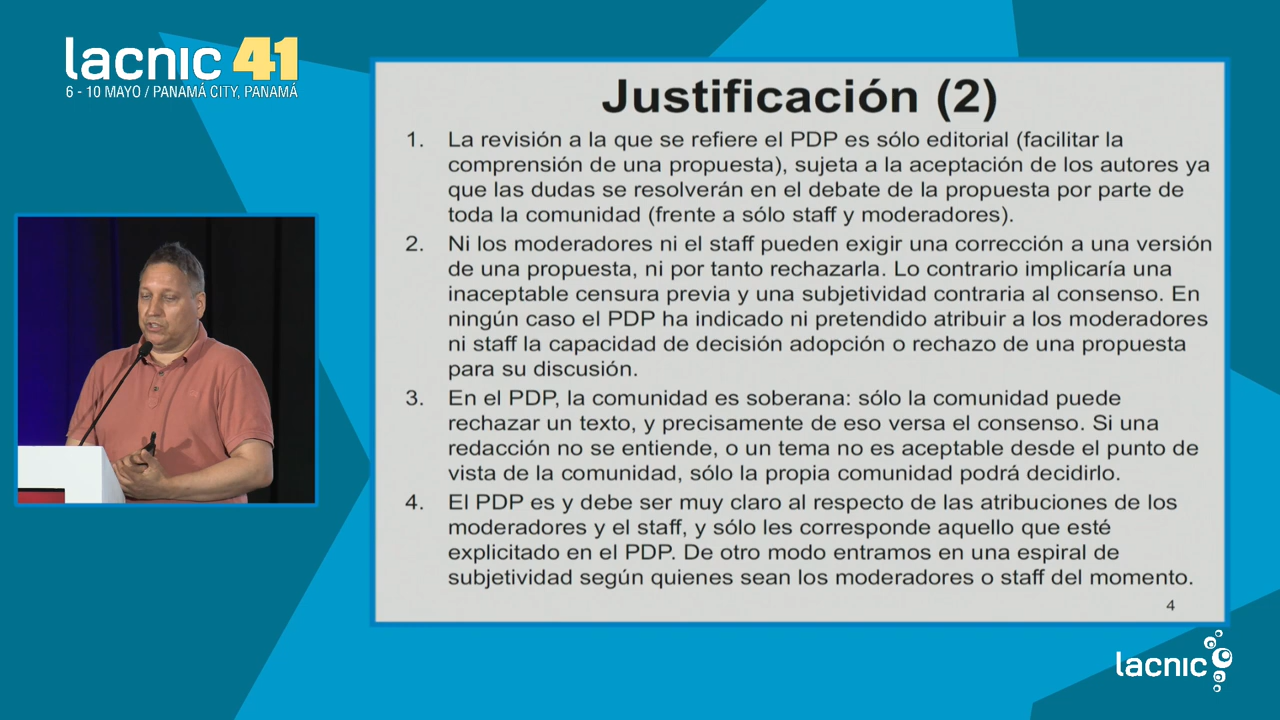 lacnic 41
6 - 10 MAYO / PANAMÁ CITY, PANAMÁ
Justificación (2)
1. La revisión a la que se refiere el PDP es sólo editorial (facilitar la
comprensión de una propuesta), sujeta a la aceptación de los autores ya
que las dudas se resolverán en el debate de la propuesta por parte de
toda la comunidad (frente a sólo staff y moderadores).
2. Ni los moderadores ni el staff pueden exigir una corrección a una versión
de una propuesta, ni por tanto rechazarla. Lo contrario implicaría una
inaceptable censura previa y una subjetividad contraria al consenso. En
ningún caso el PDP ha indicado ni pretendido atribuir a los moderadores
ni staff la capacidad de decisión adopción o rechazo de una propuesta
para su discusión.
3. En el PDP, la comunidad es soberana: sólo la comunidad puede
rechazar un texto, y precisamente de eso versa el consenso. Si una
redacción no se entiende, o un tema no es aceptable desde el punto de
vista de la comunidad, sólo la propia comunidad podrá decidirlo.
4. El PDP es y debe ser muy claro al respecto de las atribuciones de los
moderadores y el staff, y sólo les corresponde aquello que esté
explicitado en el PDP. De otro modo entramos en una espiral de
subjetividad según quienes sean los moderadores o staff del momento.
4
lacnic